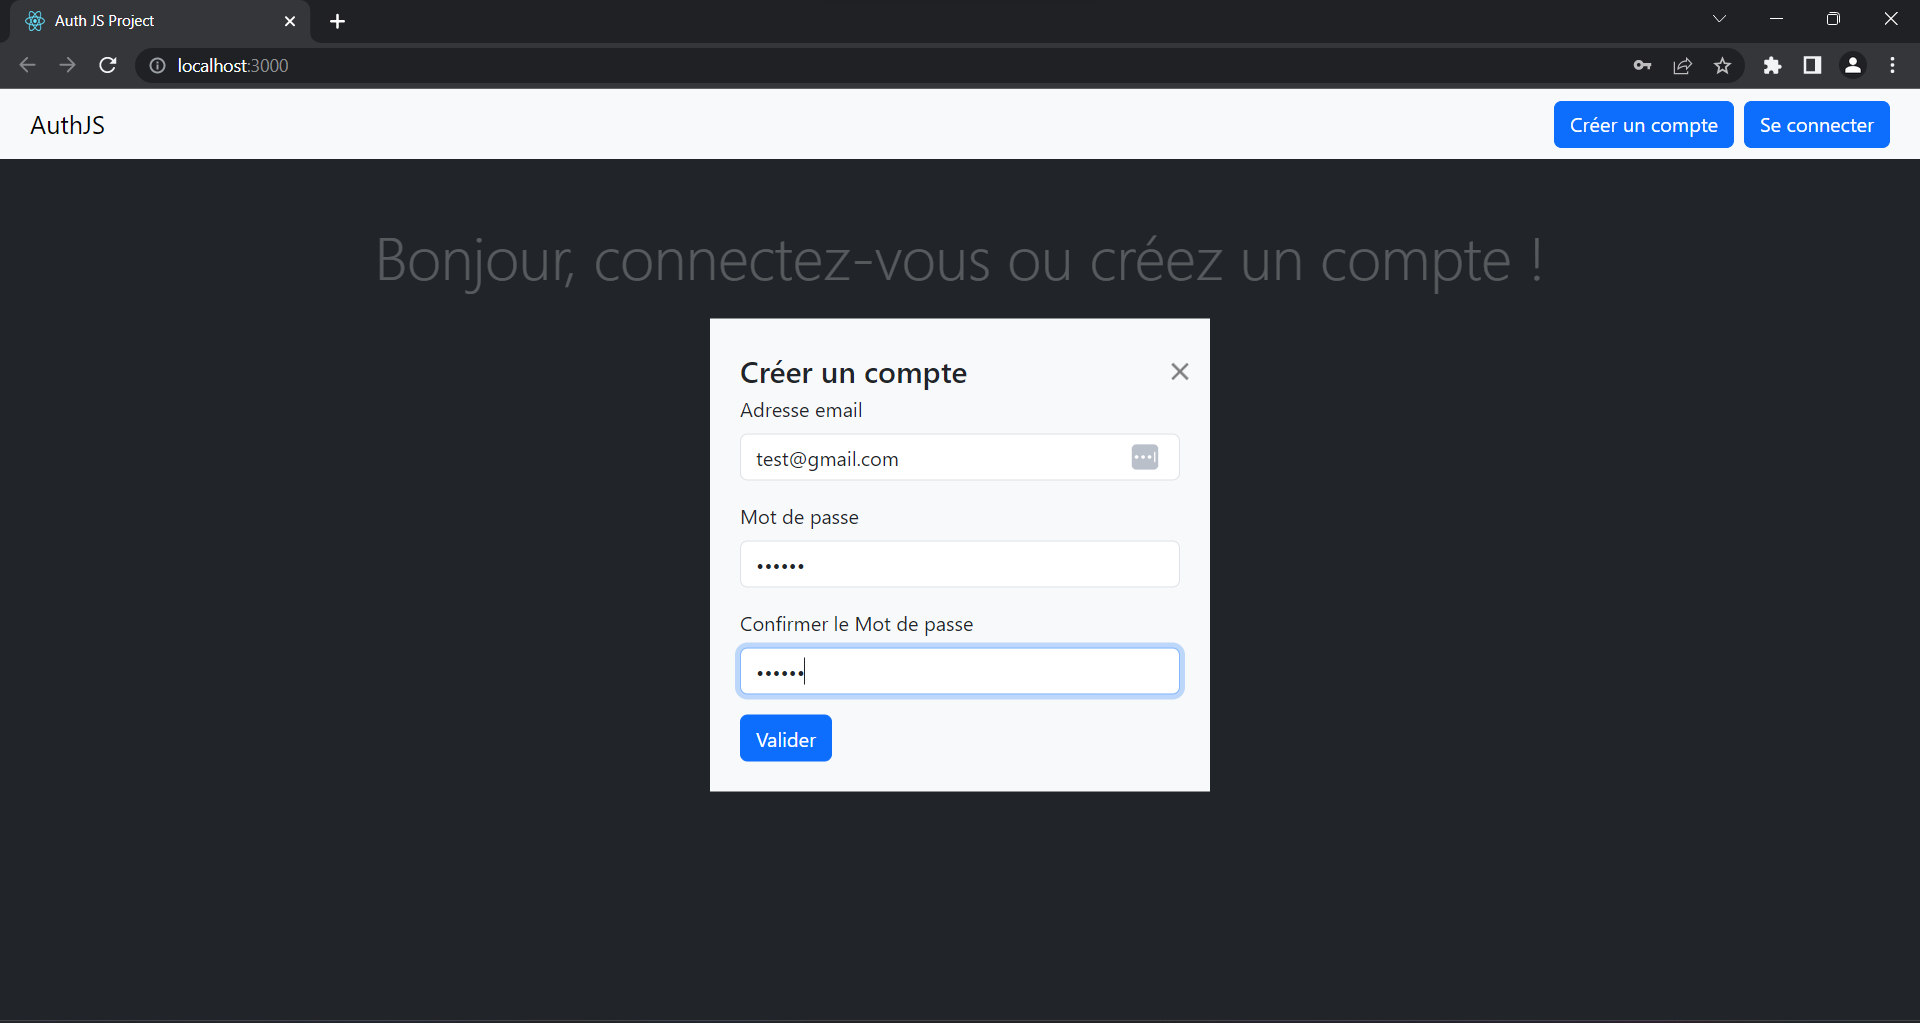 Auth JS Project
localhost:3000
AuthJS
Créer un compte
Se connecter
Bonjour, connectez-vous ou créez un compte !
Créer un compte
Adresse email
test@gmail.com
Mot de passe
••••••
Confirmer le Mot de passe
••••••
Valider